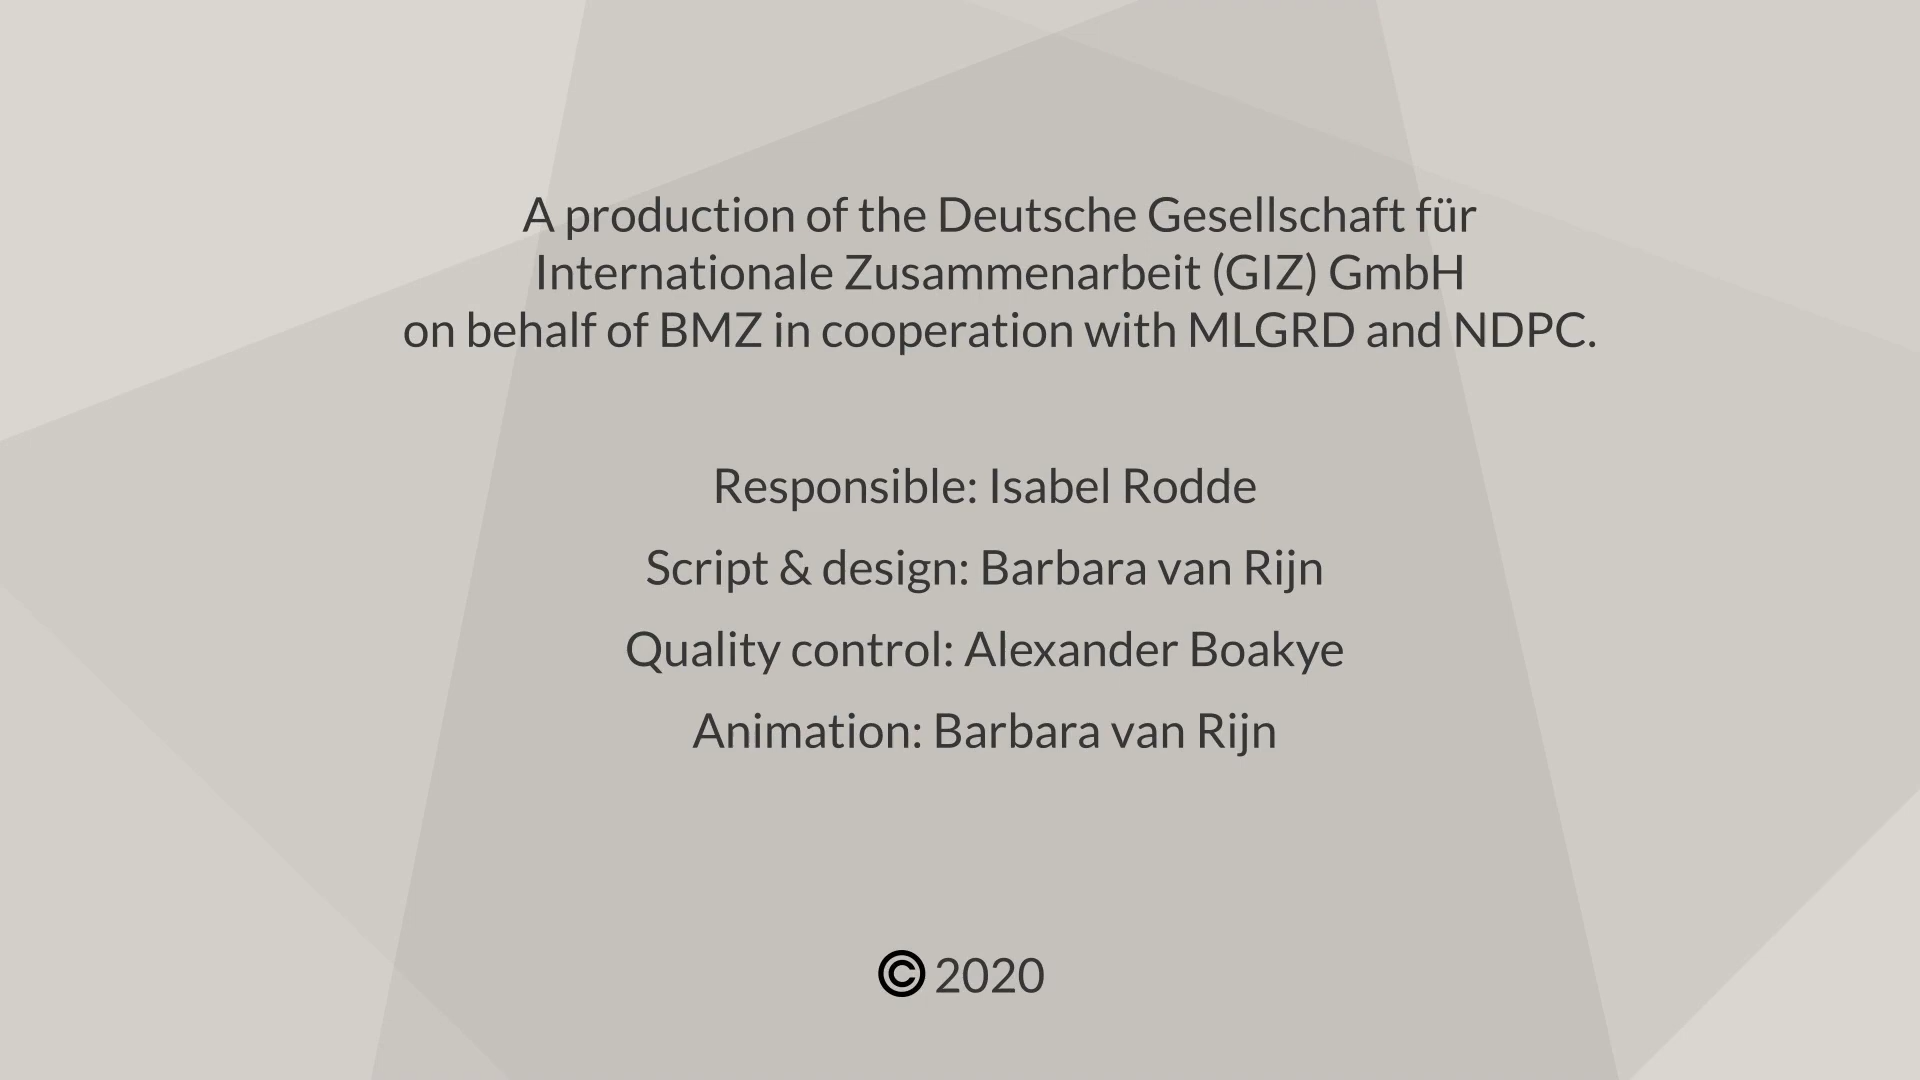 A production of the Deutsche Gesellschaft für
Internationale Zusammenarbeit (GIZ) GmbH
on behalf of BMZ in cooperation with MLGRD and NDPC.
Responsible: Isabel Rodde
Script & design: Barbara van Rijn
Quality control: Alexander Boakye
Animation: Barbara van Rijn
© 2020